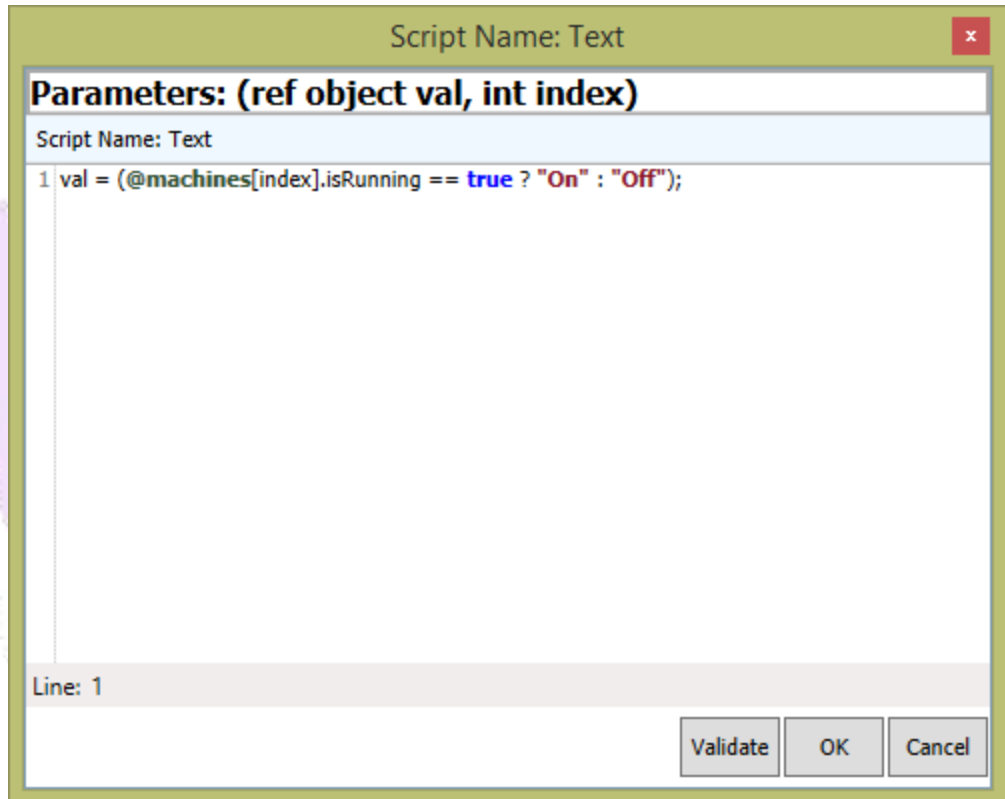 Script Name: Text
x
Parameters: (ref object val, int index)
Script Name: Text
1 val = (@machines[index].isRunning == true ? "On" : "Off");
Line: 1
Validate OK Cancel